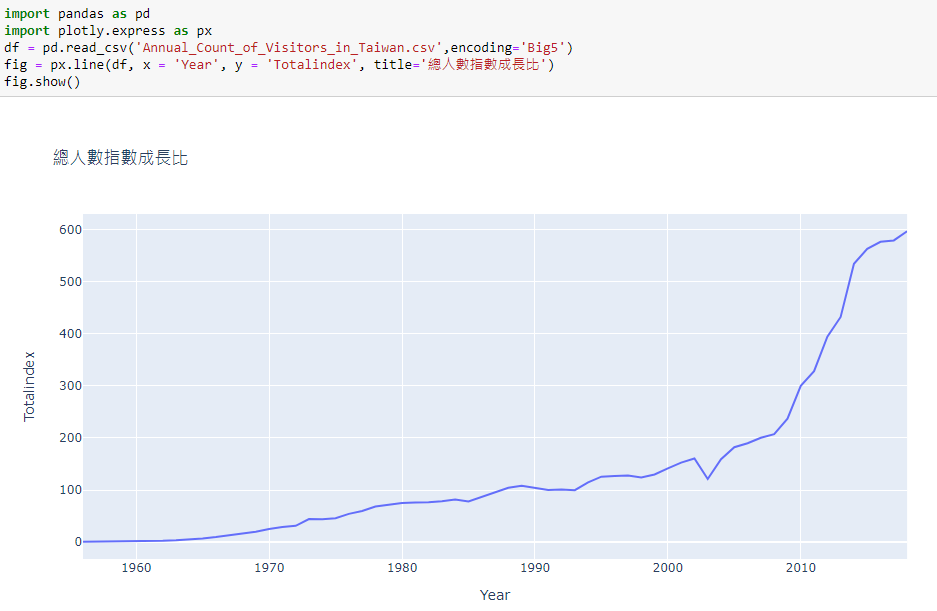 import pandas as pd
import plotly.express as px
df = pd.read_csv('Annual_Count_of_Visitors_in_Taiwan.csv',encoding='Big5')
fig = px.line(df, x = 'Year', y = 'Totalindex', title='總人數指數成長比')
fig.show()
總人數指數成長比
600
500
400
300
200
100
0
Totalindex
1960 1970 1980 1990 2000 2010
Year